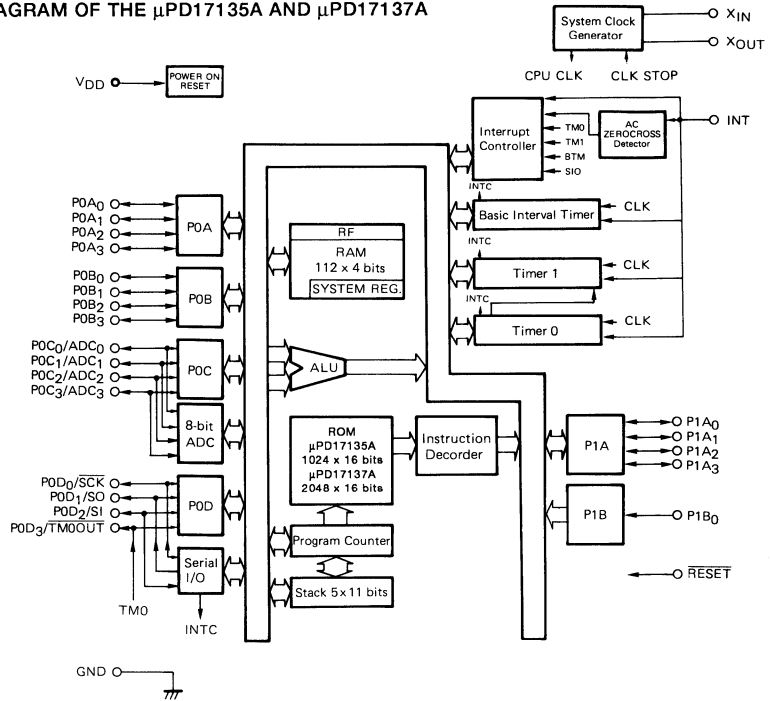 AGRAM OF THE µPD17135A AND µPD17137A
System Clock
Generator
XIN
XOUT
CPU CLK
CLK STOP
VDD
POWER ON
RESET
Interrupt
Controller
TM0
TM1
BTM
SIO
AC
ZEROCROSS
Detector
INT
INTC
Basic Interval Timer
CLK
INTC
Timer 1
CLK
INTC
Timer 0
CLK
P0A0
P0A1
P0A2
P0A3
P0A
P0B0
P0B1
P0B2
P0B3
P0B
P0C0/ADC0
P0C1/ADC1
P0C2/ADC2
P0C3/ADC3
P0C
8-bit
ADC
RF
RAM
112 x 4 bits
SYSTEM REG.
ALU
ROM
µPD17135A
1024 x 16 bits
µPD17137A
2048 x 16 bits
Instruction
Decorder
P0D0/SCK
P0D1/SO
P0D2/SI
P0D3/TM0OUT
P0D
Serial
I/O
TM0
INTC
Program Counter
Stack 5x11 bits
P1A
P1A0
P1A1
P1A2
P1A3
P1B
P1B0
RESET
GND